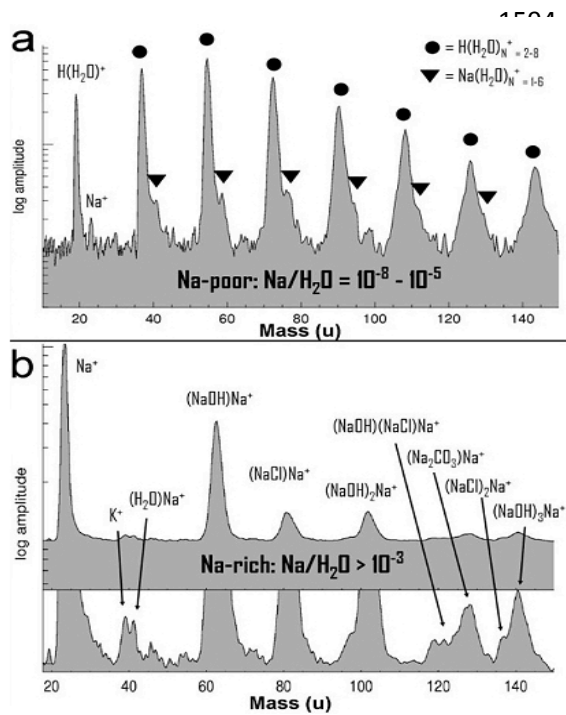 a
H(H₂O)⁺
Na⁺
● = H(H₂O)N⁺ = 2-8
▼ = Na(H₂O)N⁺ = 1-6
log amplitude
Na-poor: Na/H₂O = 10⁻⁸ - 10⁻⁵
20 40 60 80 100 120 140
Mass (u)
b
Na⁺
(NaOH)Na⁺
(NaCl)Na⁺
(NaOH)₂Na⁺
(NaOH)(NaCl)Na⁺
(Na₂CO₃)Na⁺
(NaCl)₂Na⁺
(NaOH)₃Na⁺
K⁺
(H₂O)Na⁺
log amplitude
Na-rich: Na/H₂O > 10⁻³
20 40 60 80 100 120 140
Mass (u)